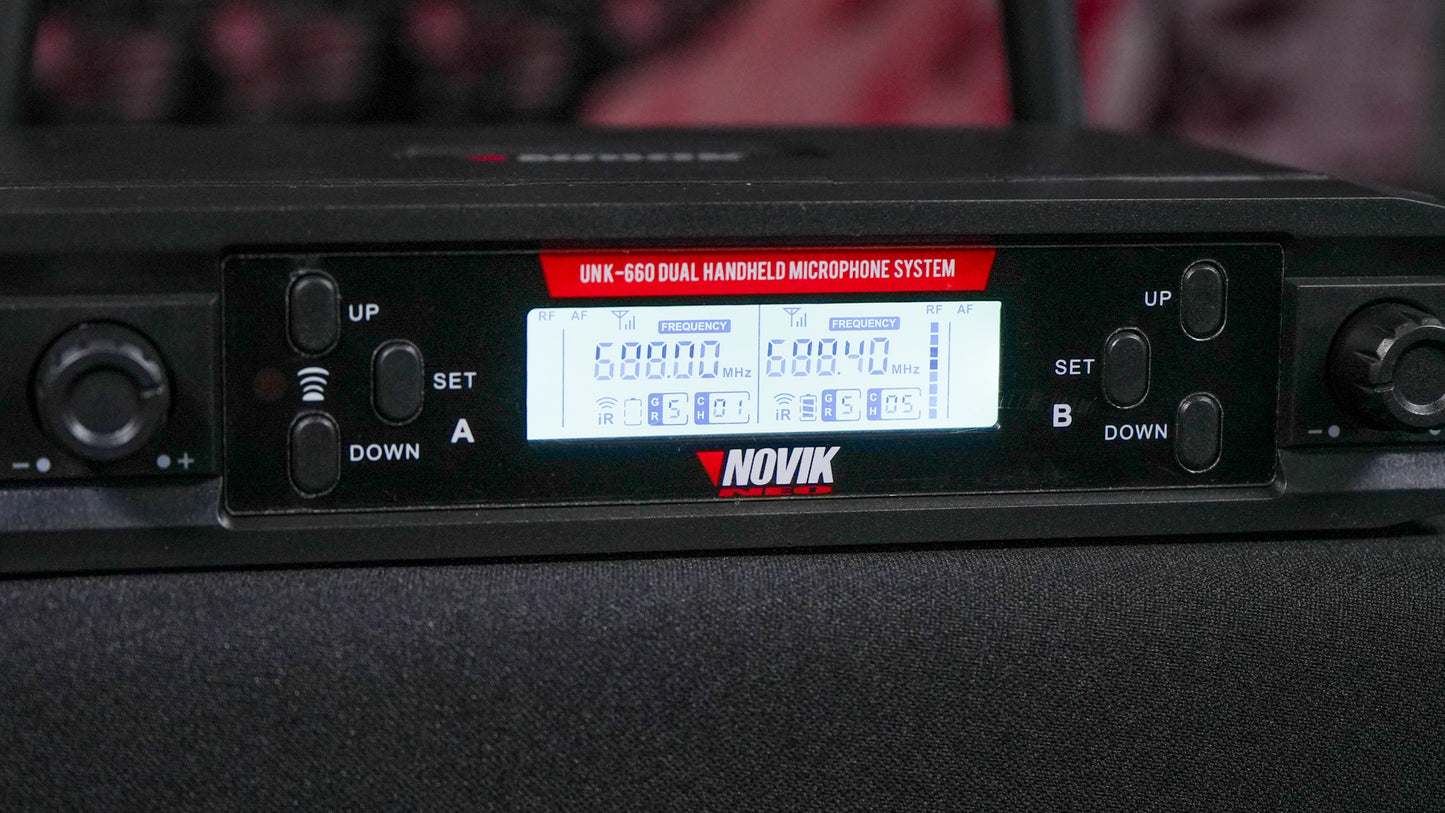 UNK-660 DUAL HANDHELD MICROPHONE SYSTEM
UP
SET
A
DOWN
− +
RF AF
FREQUENCY
688.00 MHz
iR GR 5 CH 01
FREQUENCY
688.40 MHz
iR GR 5 CH 05
RF AF
UP
SET
B
DOWN
−
NOVIK
NEO